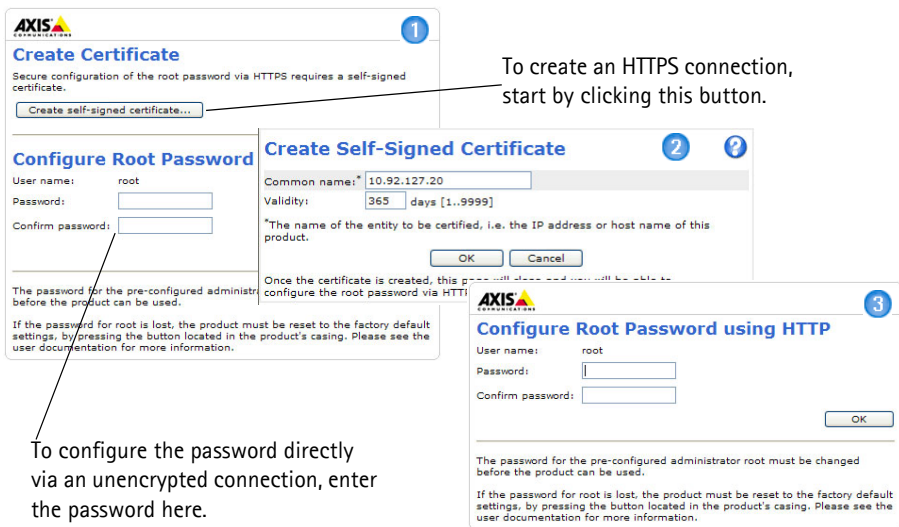 AXIS
COMMUNICATIONS
1
Create Certificate
Secure configuration of the root password via HTTPS requires a self-signed
certificate.
Create self-signed certificate...
To create an HTTPS connection,
start by clicking this button.
Configure Root Password
User name: root
Password:
Confirm password:
The password for the pre-configured administra
before the product can be used.
If the password for root is lost, the product must be reset to the factory default
settings, by pressing the button located in the product's casing. Please see the
user documentation for more information.
Create Self-Signed Certificate
2
?
Common name:* 10.92.127.20
Validity: 365 days [1..9999]
*The name of the entity to be certified, i.e. the IP address or host name of this
product.
OK Cancel
Once the certificate is created, this page will close and you will be able to
configure the root password via HTT
AXIS
COMMUNICATIONS
3
Configure Root Password using HTTP
User name: root
Password:
Confirm password:
OK
The password for the pre-configured administrator root must be changed
before the product can be used.
If the password for root is lost, the product must be reset to the factory default
settings, by pressing the button located in the product's casing. Please see the
user documentation for more information.
To configure the password directly
via an unencrypted connection, enter
the password here.